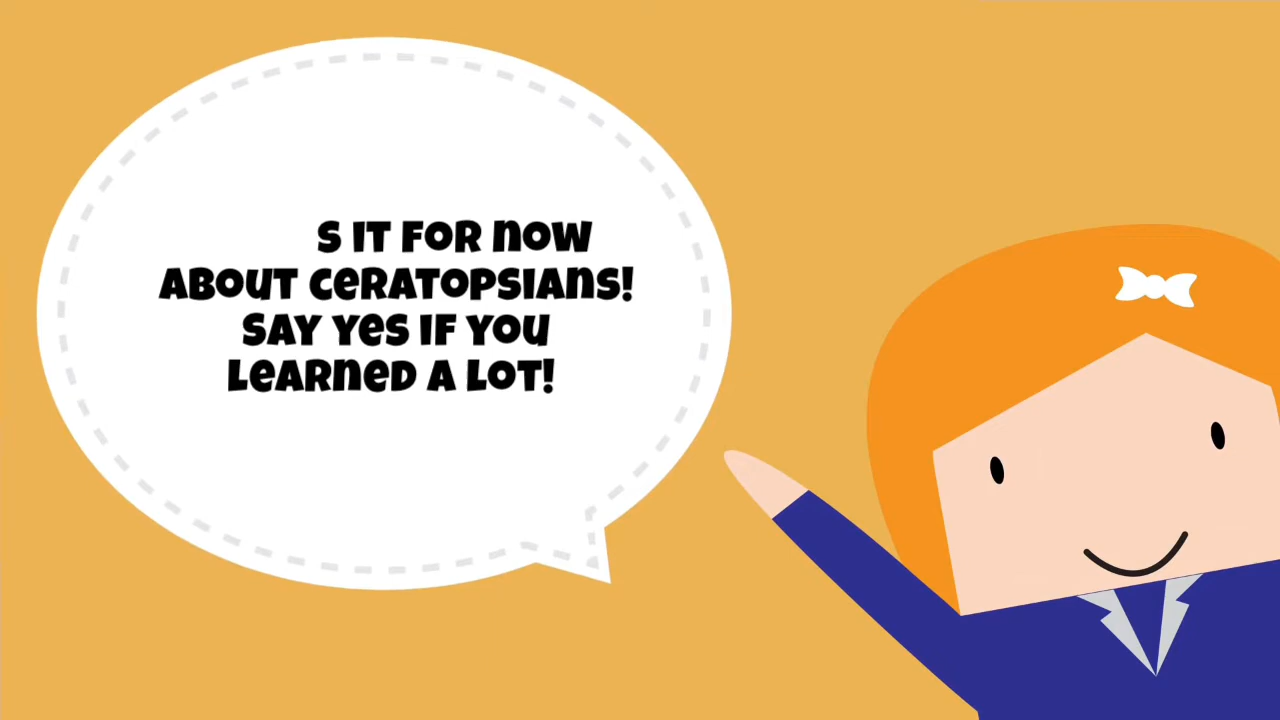 S IT FOR NOW
ABOUT CERATOPSIANS!
SAY YES IF YOU
LEARNED A LOT!